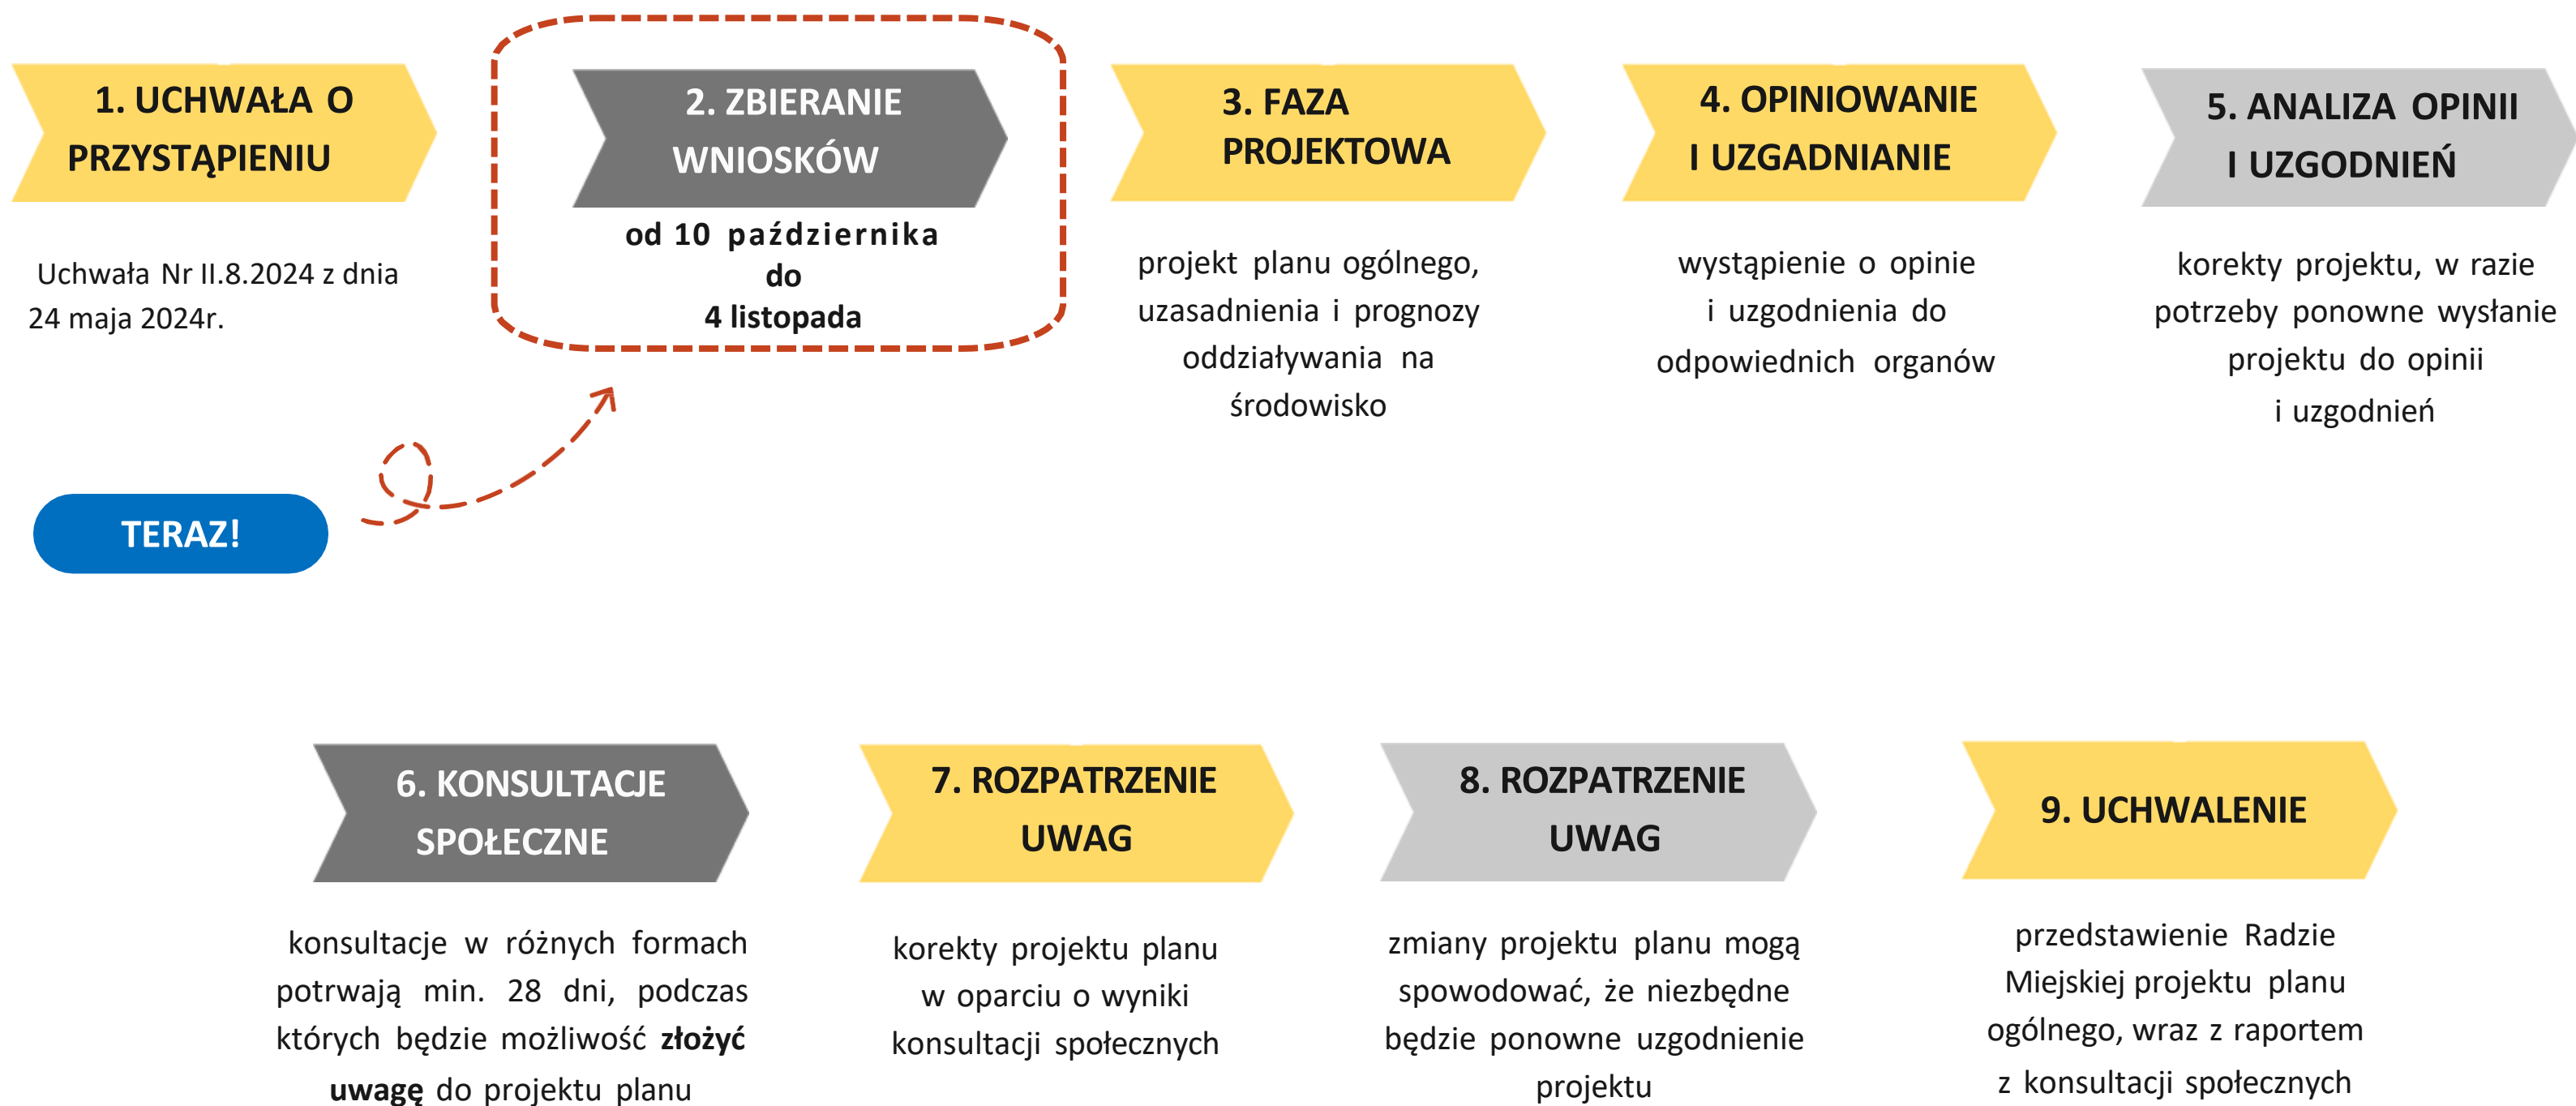 1. UCHWAŁA O
PRZYSTĄPIENIU
Uchwała Nr II.8.2024 z dnia
24 maja 2024r.
2. ZBIERANIE
WNIOSKÓW
od 10 października
do
4 listopada
3. FAZA
PROJEKTOWA
projekt planu ogólnego,
uzasadnienia i prognozy
oddziaływania na
środowisko
4. OPINIOWANIE
I UZGADNIANIE
wystąpienie o opinie
i uzgodnienia do
odpowiednich organów
5. ANALIZA OPINII
I UZGODNIEŃ
korekty projektu, w razie
potrzeby ponowne wysłanie
projektu do opinii
i uzgodnień
TERAZ!
6. KONSULTACJE
SPOŁECZNE
konsultacje w różnych formach
potrwają min. 28 dni, podczas
których będzie możliwość złożyć
uwagę do projektu planu
7. ROZPATRZENIE
UWAG
korekty projektu planu
w oparciu o wyniki
konsultacji społecznych
8. ROZPATRZENIE
UWAG
zmiany projektu planu mogą
spowodować, że niezbędne
będzie ponowne uzgodnienie
projektu
9. UCHWALENIE
przedstawienie Radzie
Miejskiej projektu planu
ogólnego, wraz z raportem
z konsultacji społecznych